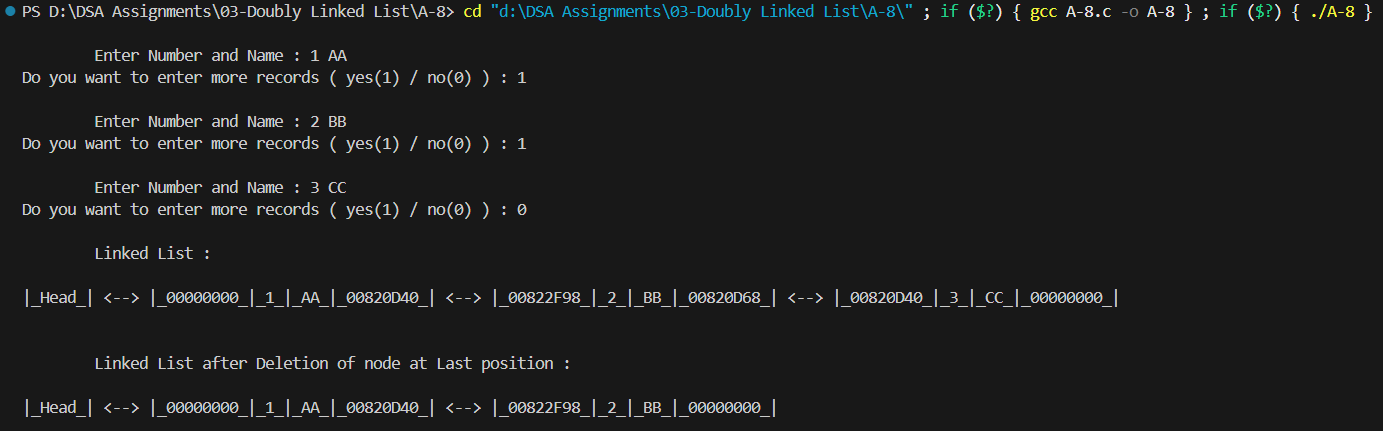 PS D:\DSA Assignments\03-Doubly Linked List\A-8> cd "d:\DSA Assignments\03-Doubly Linked List\A-8\" ; if ($?) { gcc A-8.c -o A-8 } ; if ($?) { ./A-8 }
Enter Number and Name : 1 AA
Do you want to enter more records ( yes(1) / no(0) ) : 1
Enter Number and Name : 2 BB
Do you want to enter more records ( yes(1) / no(0) ) : 1
Enter Number and Name : 3 CC
Do you want to enter more records ( yes(1) / no(0) ) : 0
Linked List :
|_Head_| <--> |_00000000_|_1_|_AA_|_00820D40_| <--> |_00822F98_|_2_|_BB_|_00820D68_| <--> |_00820D40_|_3_|_CC_|_00000000_|
Linked List after Deletion of node at Last position :
|_Head_| <--> |_00000000_|_1_|_AA_|_00820D40_| <--> |_00822F98_|_2_|_BB_|_00000000_|